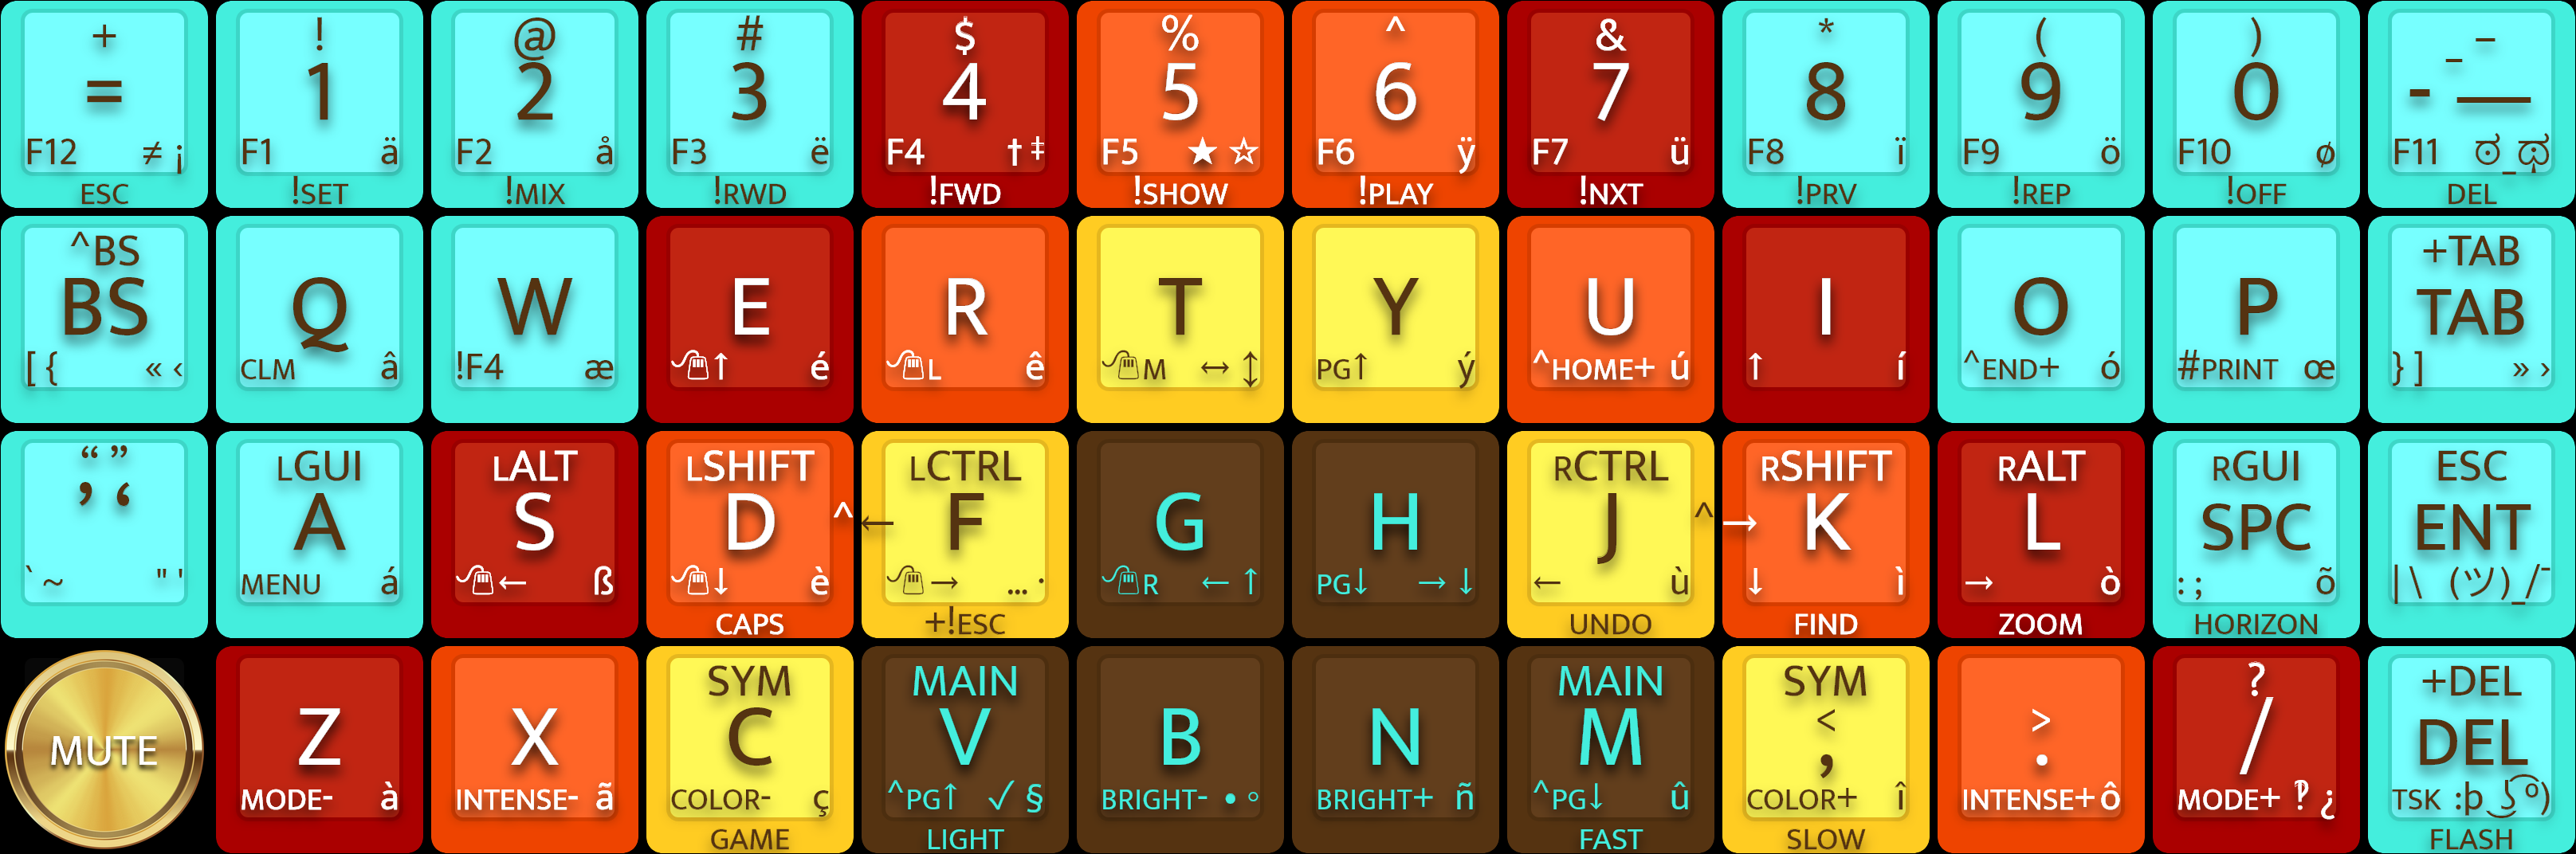 + ! @ # $ % ^ & * ( ) _ –
= 1 2 3 4 5 6 7 8 9 0 - —
F12 ≠ ¡ F1 ä F2 å F3 ë F4 † ‡ F5 ★ ☆ F6 ÿ F7 ü F8 ï F9 ö F10 ø F11
ESC !SET !MIX !RWD !FWD !SHOW !PLAY !NXT !PRV !REP !OFF DEL
^BS +TAB
BS Q W E R T Y U I O P TAB
[ { « ‹ CLM â !F4 æ ↑ é L ê M ↔ ↕ PG↑ ý ^HOME+ ú ↑ í ^END+ ó #PRINT œ } ] » ›
“ ” LGUI LALT LSHIFT LCTRL RCTRL RSHIFT RALT RGUI ESC
’ ‘ A S D ^← F G H J ^→ K L SPC ENT
` ~ " ' MENU á ← ß ↓ è → … · R ← ↑ PG↓ → ↓ ← ù ↓ ì → ò : ; õ | \ (ツ)_/¯
CAPS +!ESC UNDO FIND ZOOM HORIZON
SYM MAIN MAIN SYM < > ? +DEL
MUTE Z X C V B N M , . / DEL
MODE- à INTENSE- ã COLOR- ç ^PG↑ ✓ § BRIGHT- • ◦ BRIGHT+ ñ ^PG↓ û COLOR+ î INTENSE+ ô MODE+ ‽ ¿ TSK :þ
GAME LIGHT FAST SLOW FLASH